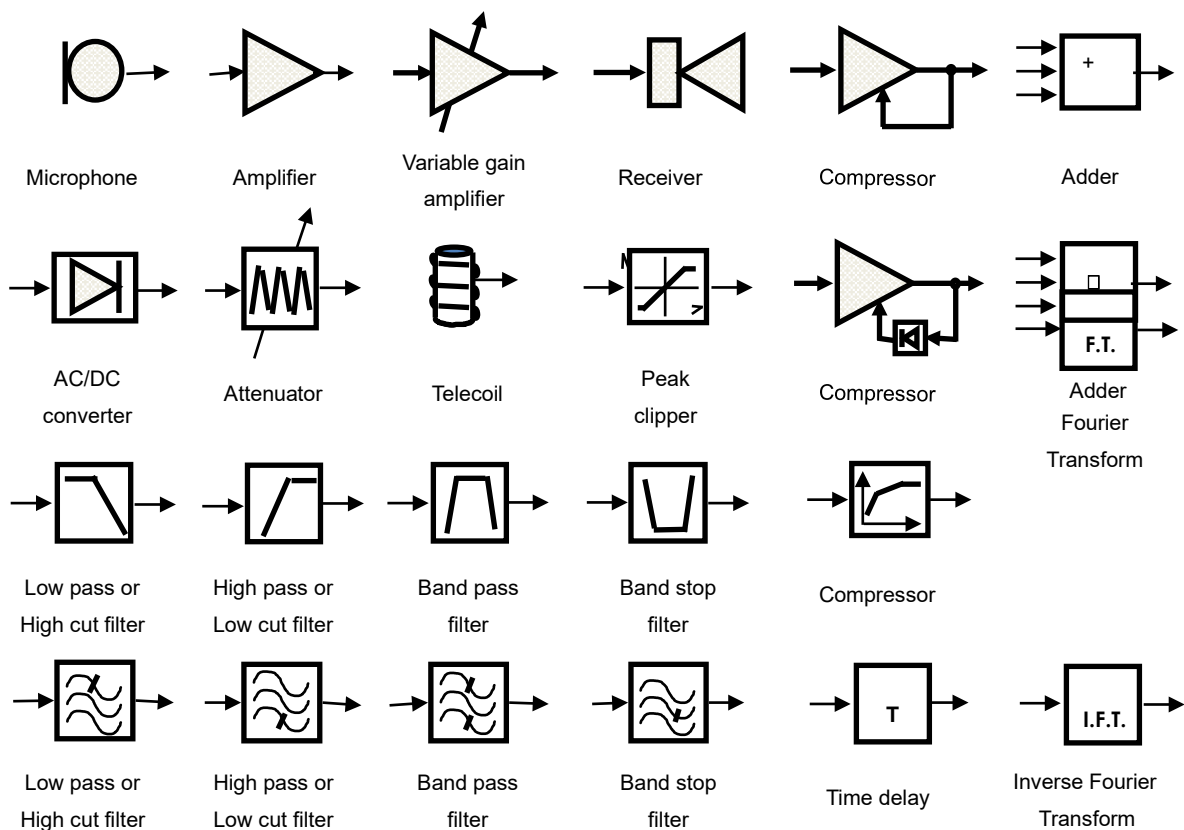 +
Microphone
Amplifier
Variable gain
amplifier
Receiver
Compressor
Adder
F.T.
AC/DC
converter
Attenuator
Telecoil
Peak
clipper
Compressor
Adder
Fourier
Transform
Low pass or
High cut filter
High pass or
Low cut filter
Band pass
filter
Band stop
filter
Compressor
T
I.F.T.
Low pass or
High cut filter
High pass or
Low cut filter
Band pass
filter
Band stop
filter
Time delay
Inverse Fourier
Transform